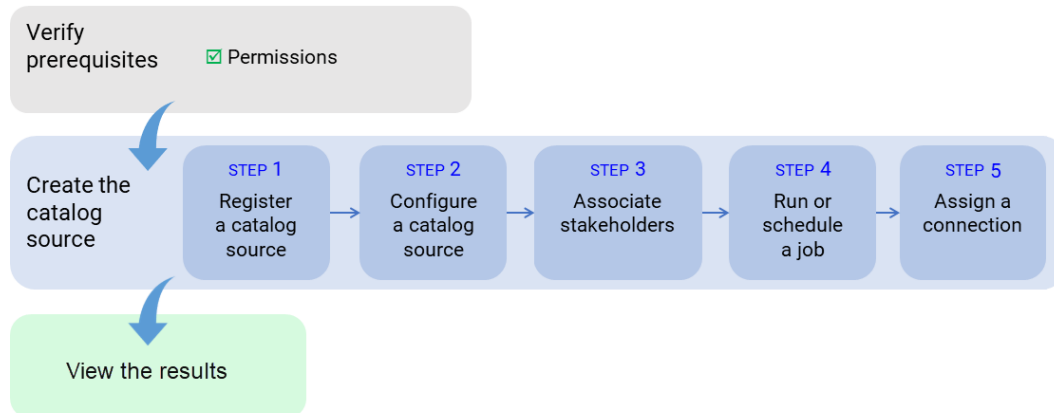 Verify
prerequisites
☑ Permissions
Create the
catalog
source
STEP 1
Register
a catalog
source
STEP 2
Configure
a catalog
source
STEP 3
Associate
stakeholders
STEP 4
Run or
schedule
a job
STEP 5
Assign a
connection
View the results